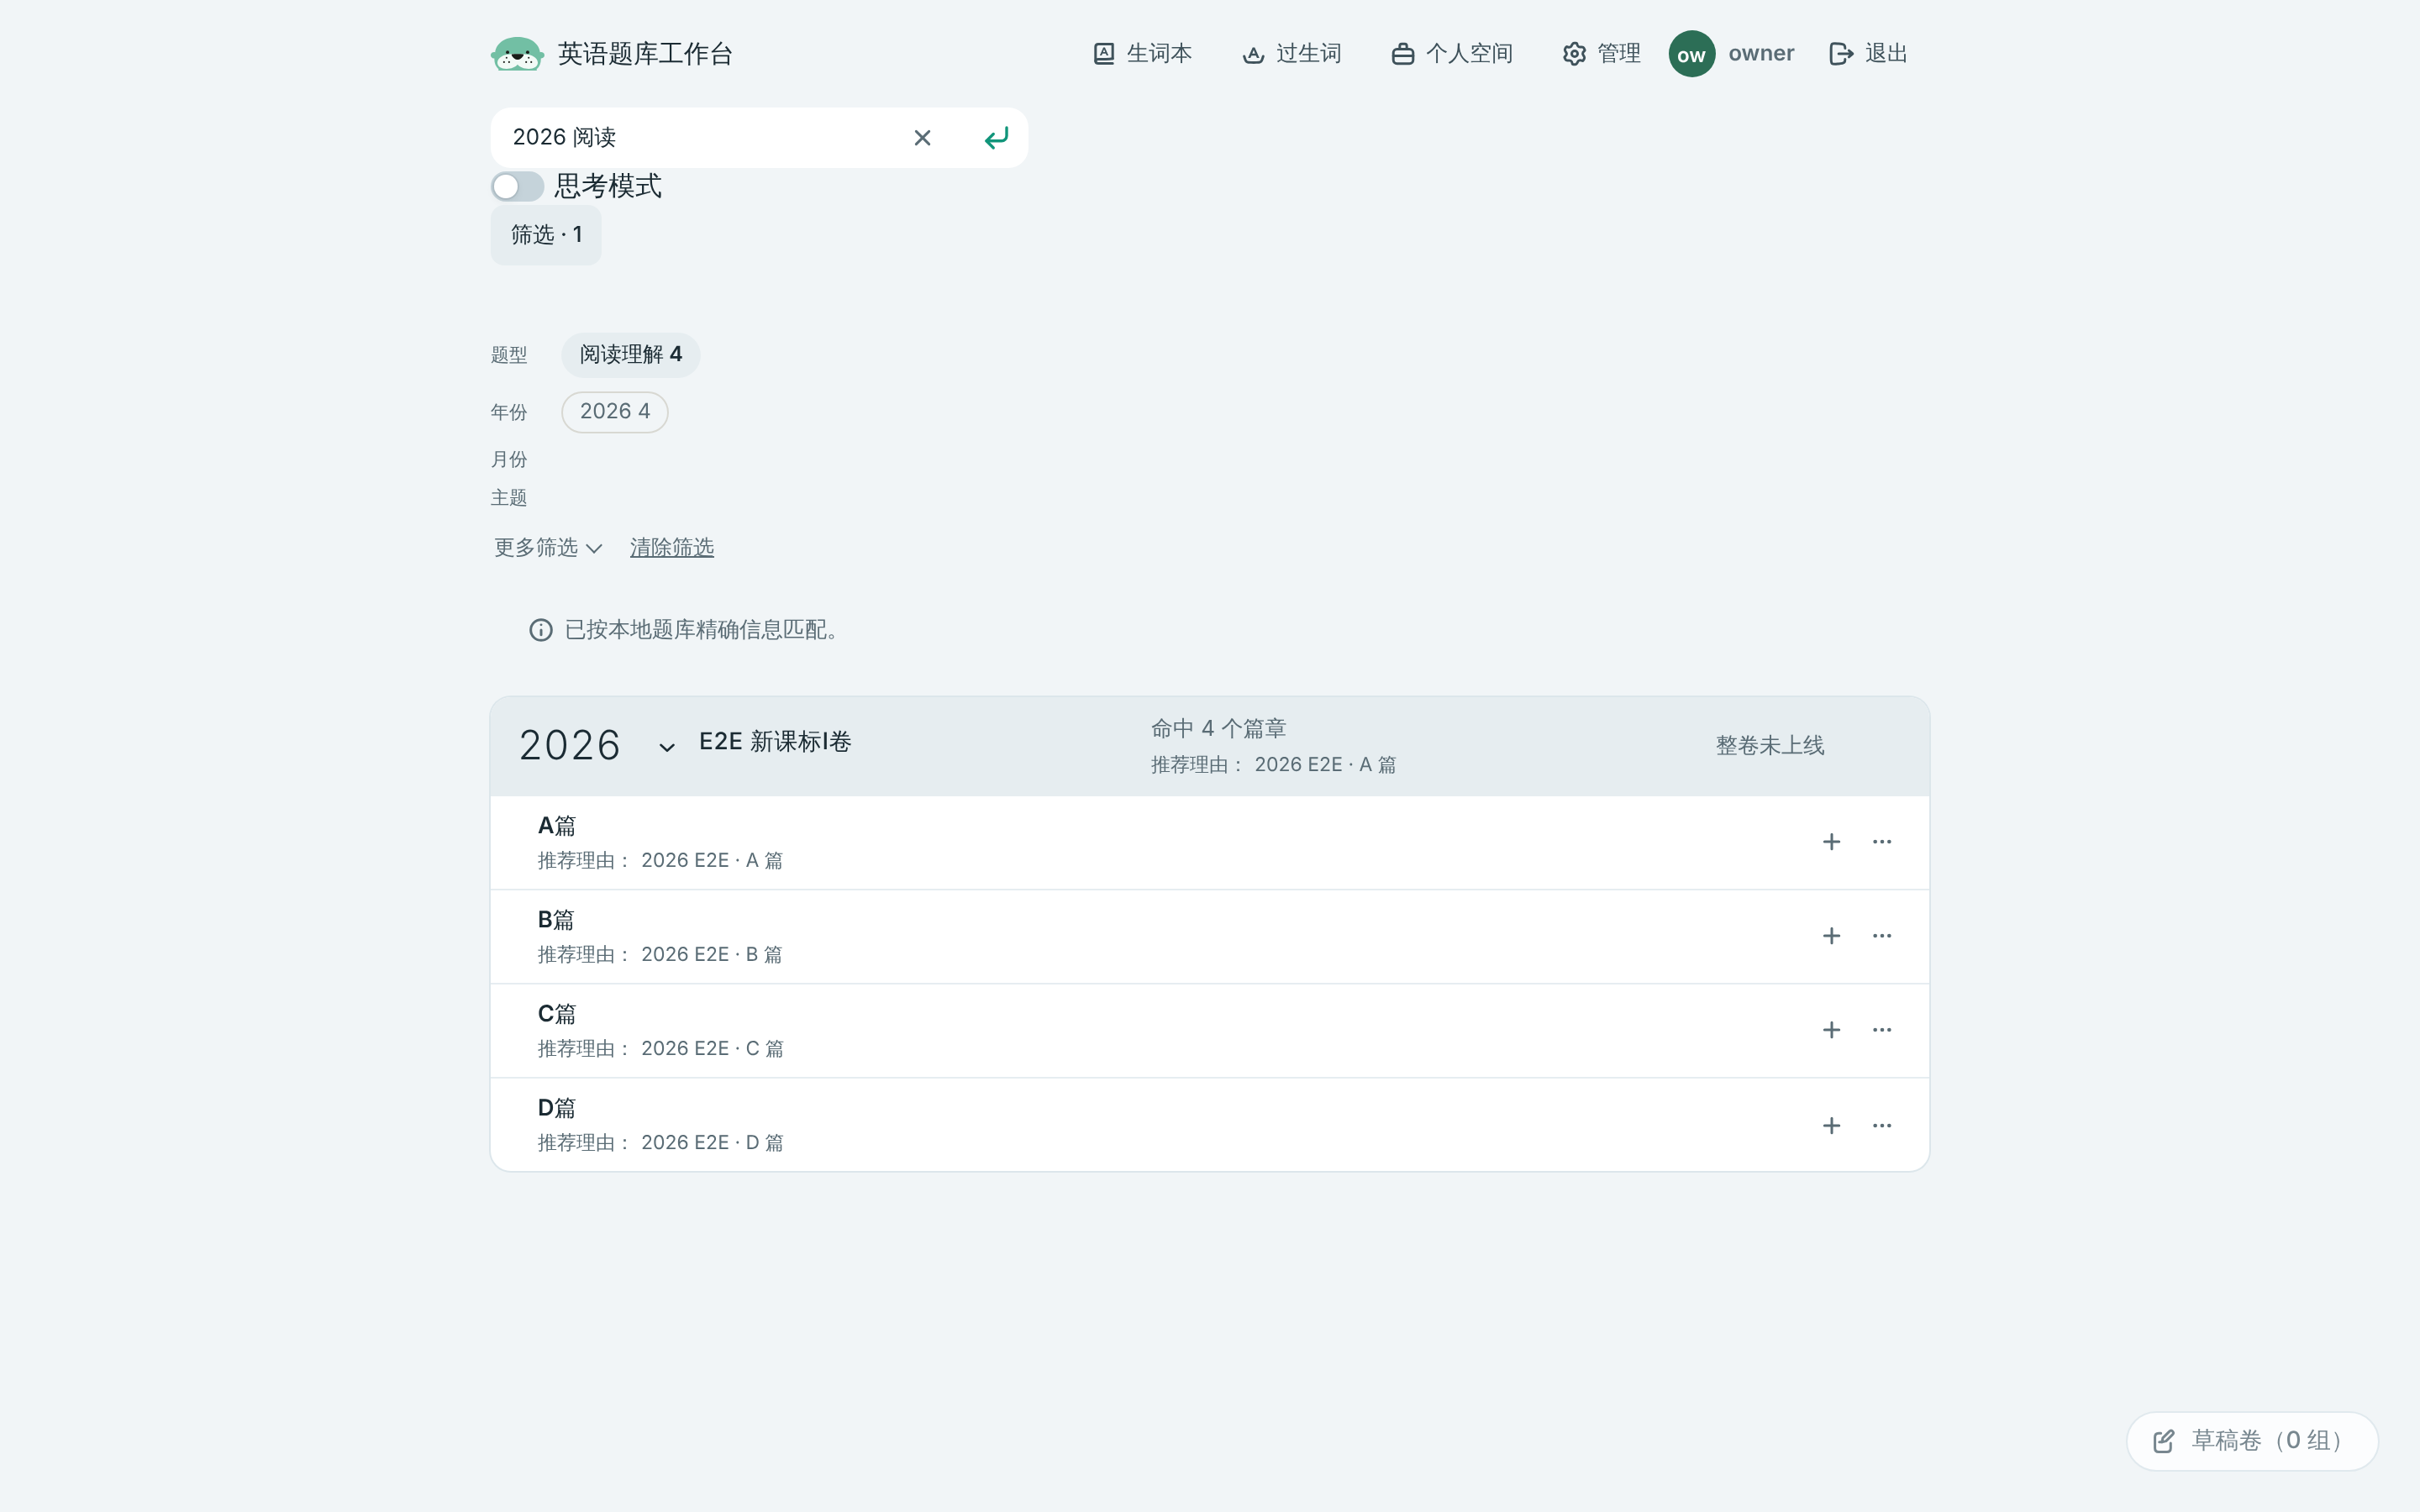 英语题库工作台
生词本
过生词
个人空间
管理
ow
owner
退出
2026 阅读
思考模式
筛选 · 1
题型 阅读理解 4
年份 2026 4
月份
主题
更多筛选 清除筛选
已按本地题库精确信息匹配。
2026 E2E 新课标Ⅰ卷
命中 4 个篇章
推荐理由： 2026 E2E · A 篇
整卷未上线
A篇
推荐理由： 2026 E2E · A 篇
B篇
推荐理由： 2026 E2E · B 篇
C篇
推荐理由： 2026 E2E · C 篇
D篇
推荐理由： 2026 E2E · D 篇
草稿卷（0 组）